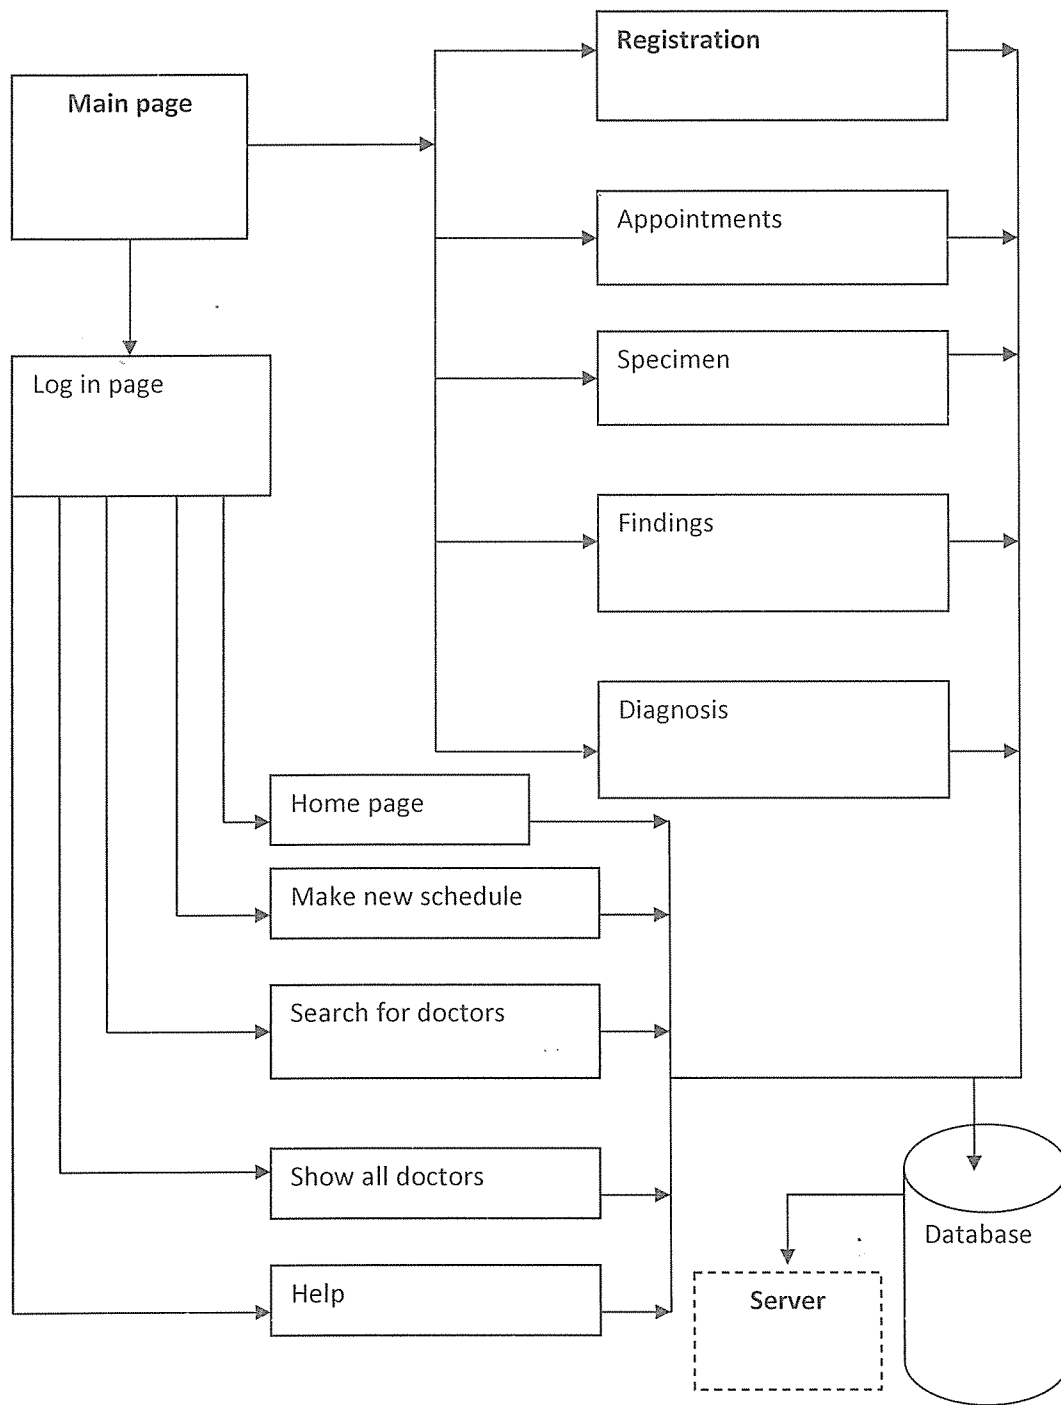 Registration
Main page
Appointments
Specimen
Log in page
Findings
Diagnosis
Home page
Make new schedule
Search for doctors
Show all doctors
Help
Database
Server